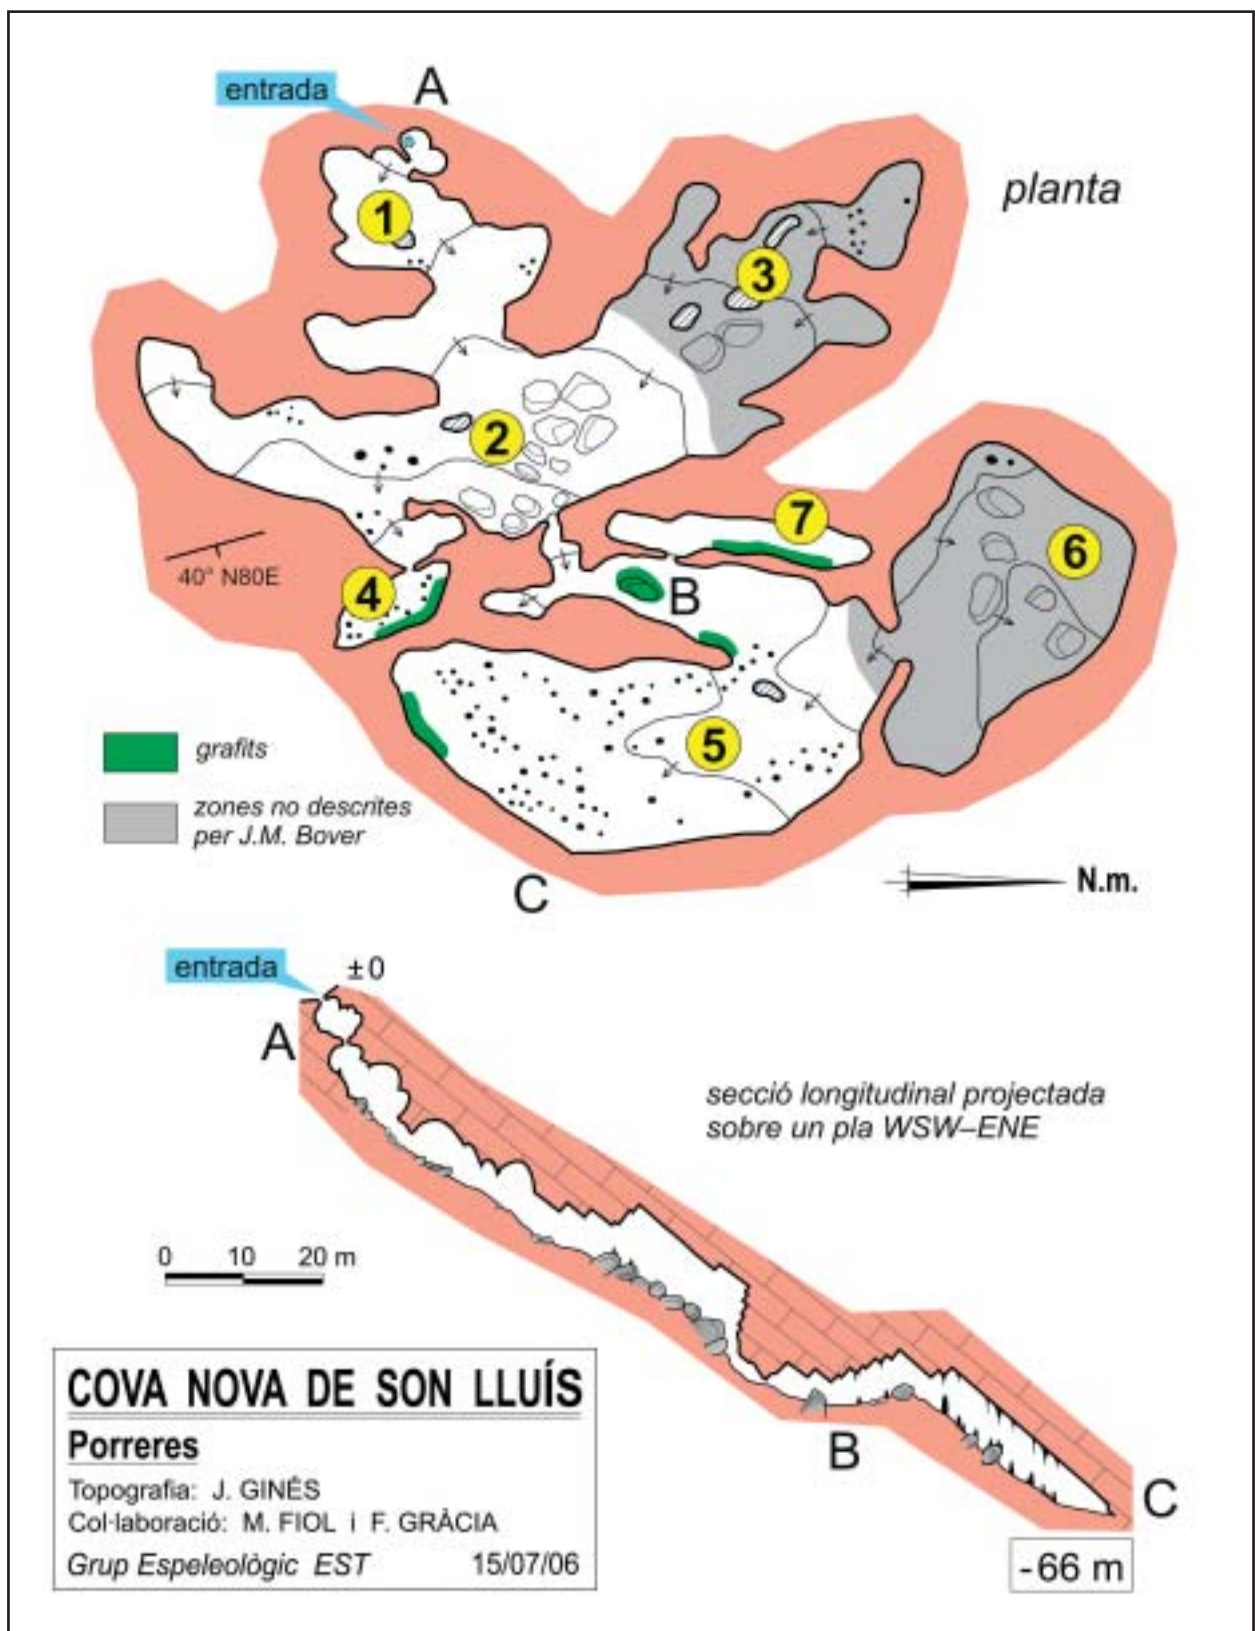 entrada
A
planta
1
3
2
7
6
40° N80E
4
B
5
grafits
zones no descrites
per J.M. Bover
N.m.
C
entrada
±0
A
secció longitudinal projectada
sobre un pla WSW–ENE
0 10 20 m
COVA NOVA DE SON LLUÍS
Porreres
B
C
Topografia: J. GINÉS
Col·laboració: M. FIOL i F. GRÀCIA
Grup Espeleològic EST 15/07/06
-66 m